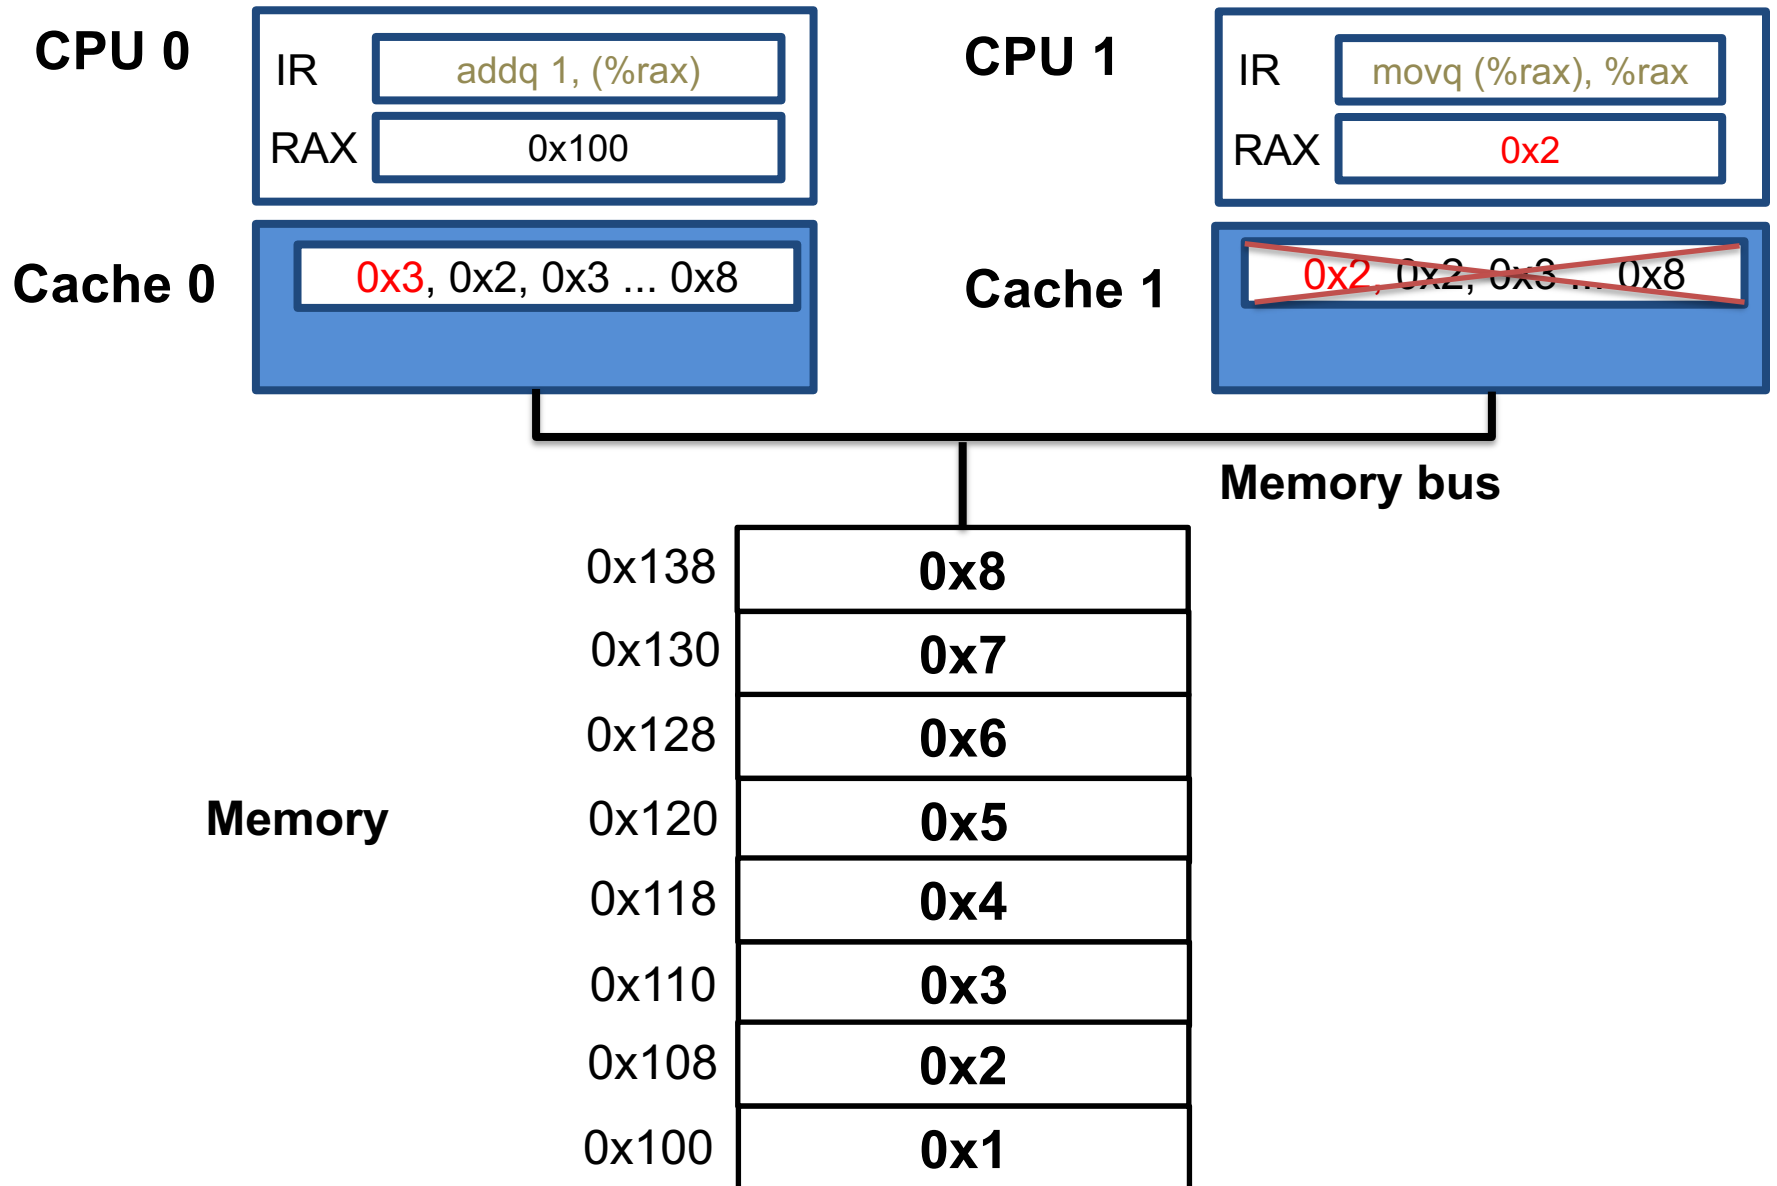 CPU 0
IR
addq 1, (%rax)
RAX
0x100
CPU 1
IR
movq (%rax), %rax
RAX
0x2
Cache 0
0x3, 0x2, 0x3 ... 0x8
Cache 1
0x2, 0x2, 0x3 ... 0x8
Memory bus
0x138
0x8
0x130
0x7
0x128
0x6
Memory
0x120
0x5
0x118
0x4
0x110
0x3
0x108
0x2
0x100
0x1